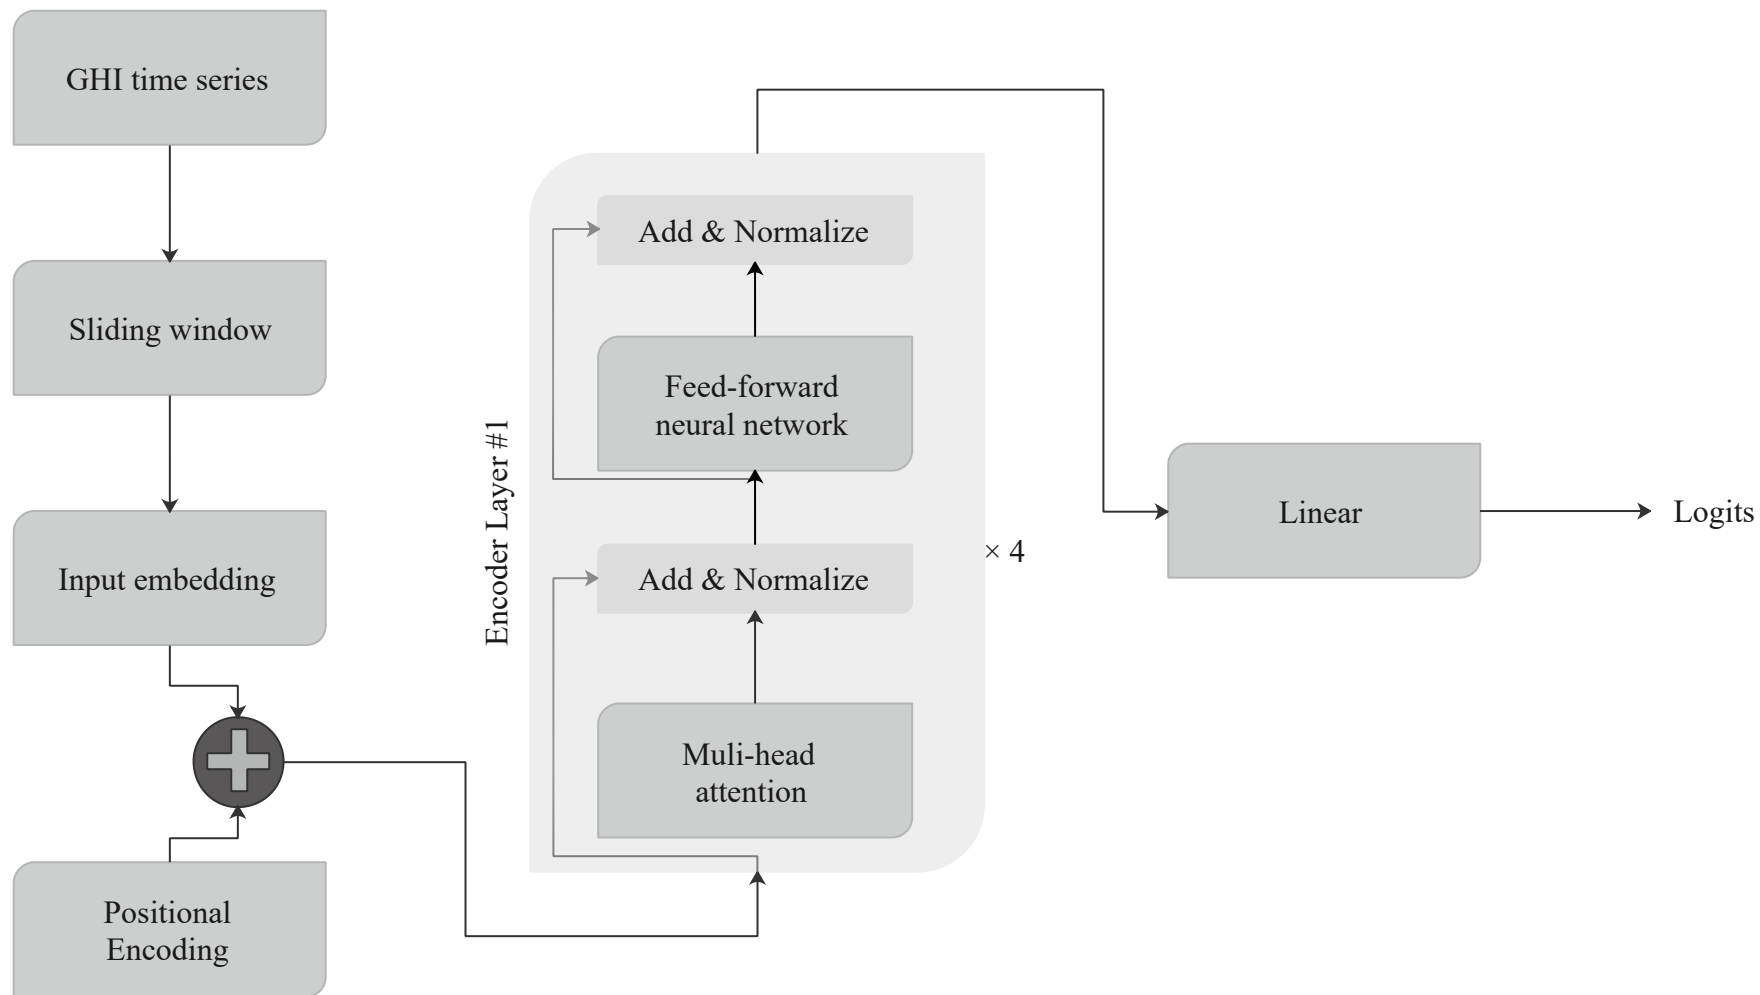 GHI time series
Sliding window
Input embedding
Positional
Encoding
Encoder Layer #1
Add & Normalize
Feed-forward
neural network
Add & Normalize
Muli-head
attention
× 4
Linear
Logits